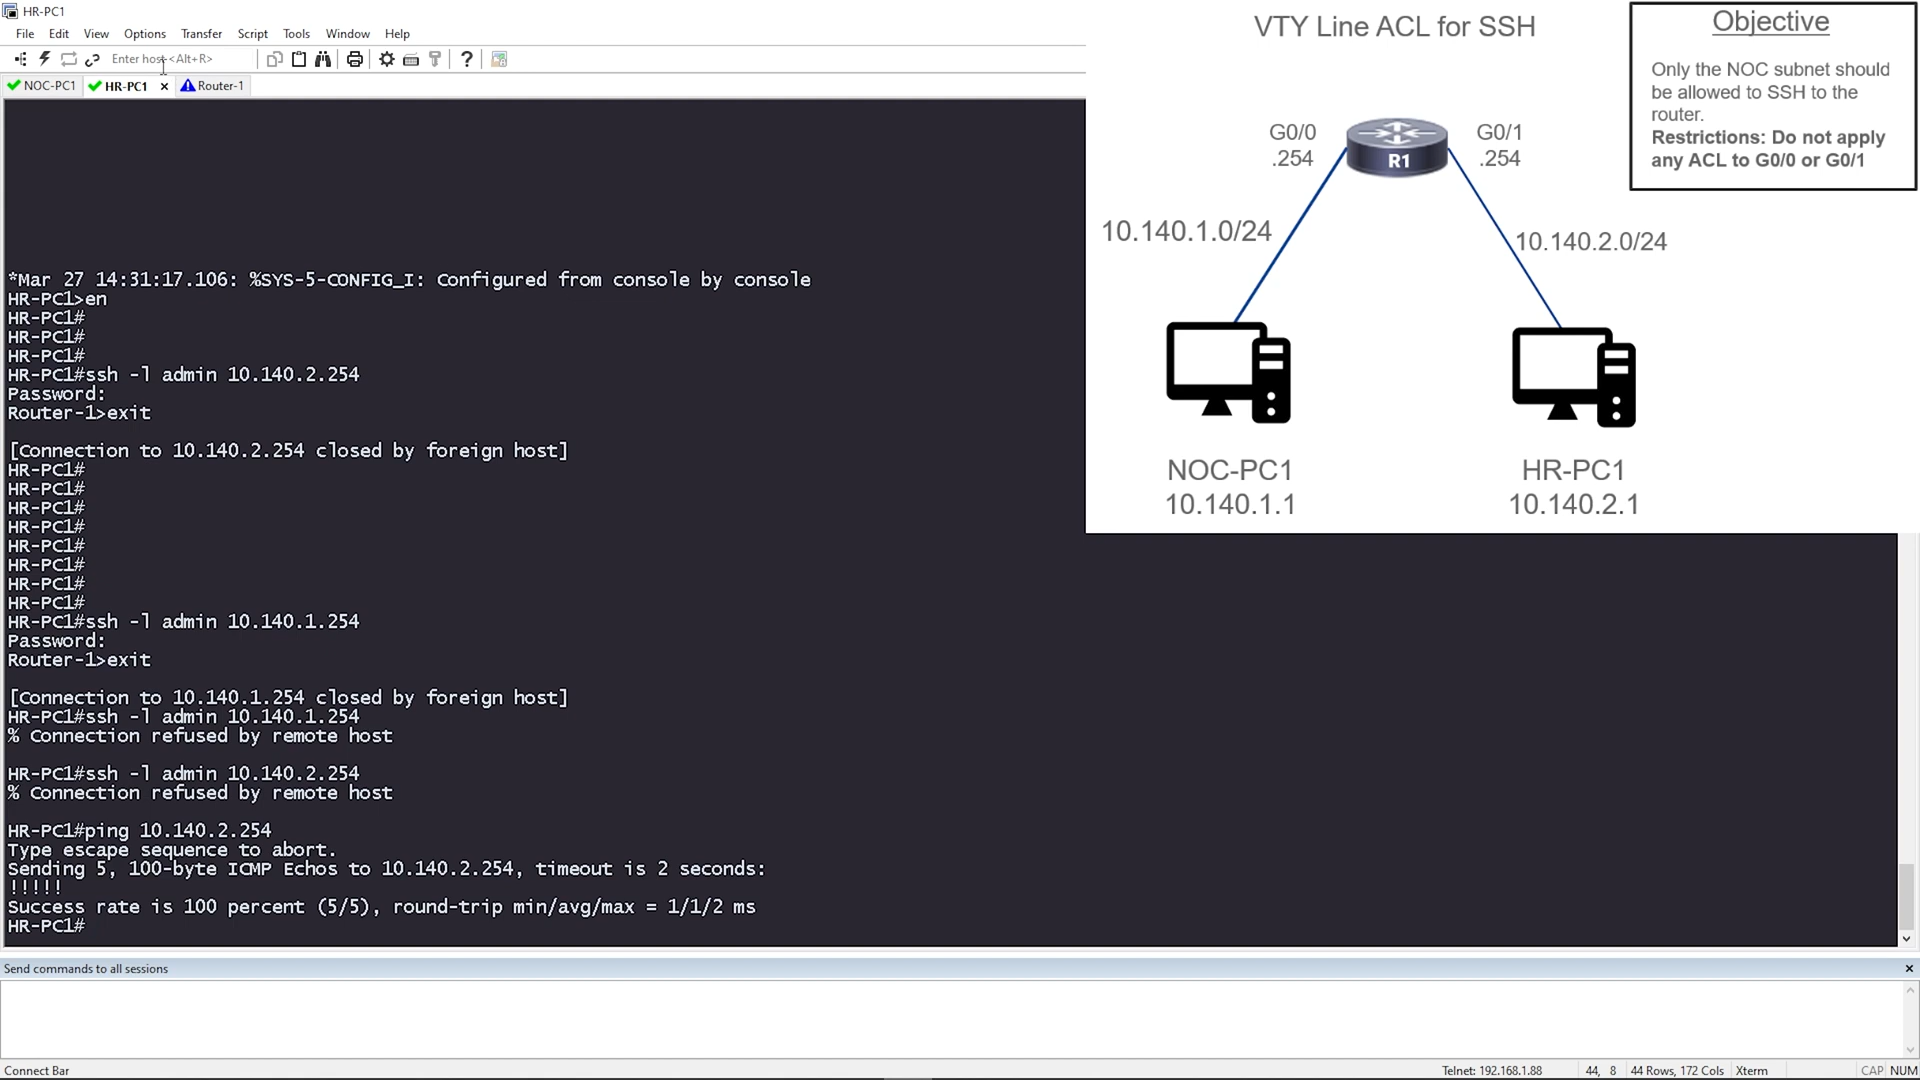 HR-PC1
File Edit View Options Transfer Script Tools Window Help
Enter host <Alt+R>
NOC-PC1 HR-PC1 × Router-1
*Mar 27 14:31:17.106: %SYS-5-CONFIG_I: Configured from console by console
HR-PC1>en
HR-PC1#
HR-PC1#
HR-PC1#
HR-PC1#ssh -l admin 10.140.2.254
Password:
Router-1>exit
[Connection to 10.140.2.254 closed by foreign host]
HR-PC1#
HR-PC1#
HR-PC1#
HR-PC1#
HR-PC1#
HR-PC1#
HR-PC1#
HR-PC1#
HR-PC1#ssh -l admin 10.140.1.254
Password:
Router-1>exit
[Connection to 10.140.1.254 closed by foreign host]
HR-PC1#ssh -l admin 10.140.1.254
% Connection refused by remote host
HR-PC1#ssh -l admin 10.140.2.254
% Connection refused by remote host
HR-PC1#ping 10.140.2.254
Type escape sequence to abort.
Sending 5, 100-byte ICMP Echos to 10.140.2.254, timeout is 2 seconds:
!!!!!
Success rate is 100 percent (5/5), round-trip min/avg/max = 1/1/2 ms
HR-PC1#
VTY Line ACL for SSH
G0/0
.254
R1
G0/1
.254
10.140.1.0/24
10.140.2.0/24
NOC-PC1
10.140.1.1
HR-PC1
10.140.2.1
Objective
Only the NOC subnet should
be allowed to SSH to the
router.
Restrictions: Do not apply
any ACL to G0/0 or G0/1
Send commands to all sessions ×
Connect Bar
Telnet: 192.168.1.88 44, 8 44 Rows, 172 Cols Xterm CAP NUM